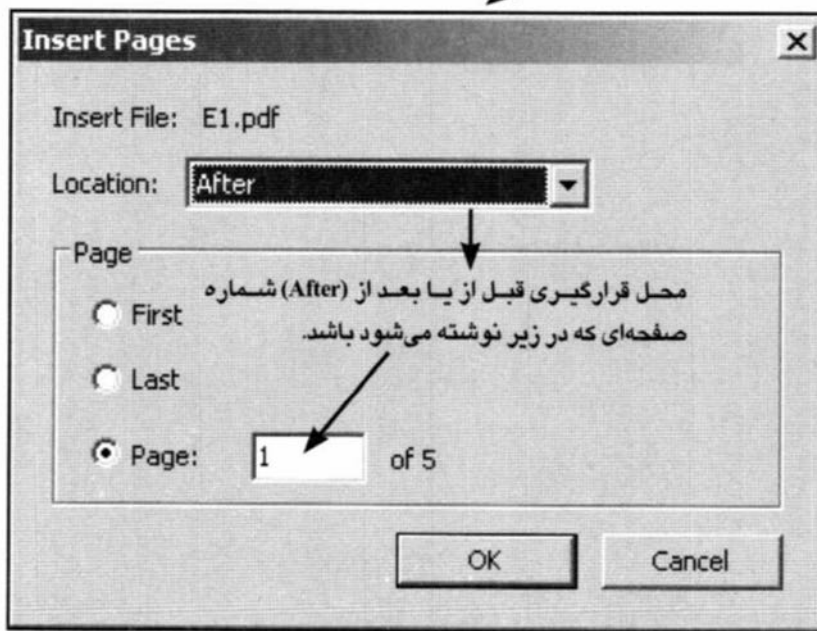 Insert Pages
Insert File: E1.pdf
Location: After
Page
محل قرارگیری قبل از یا بعد از (After) شماره
صفحه‌ای که در زیر نوشته می‌شود باشد.
First
Last
Page: 1 of 5
OK Cancel